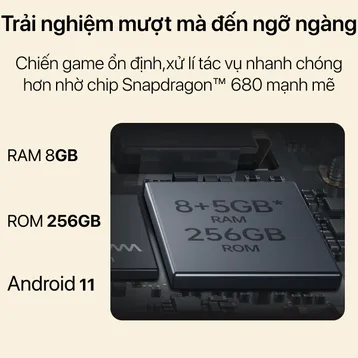 Trải nghiệm mượt mà đến ngỡ ngàng
Chiến game ổn định,xử lí tác vụ nhanh chóng
hơn nhờ chip Snapdragon™ 680 mạnh mẽ
RAM 8GB
ROM 256GB
Android 11
8+5GB*
RAM
256GB
ROM